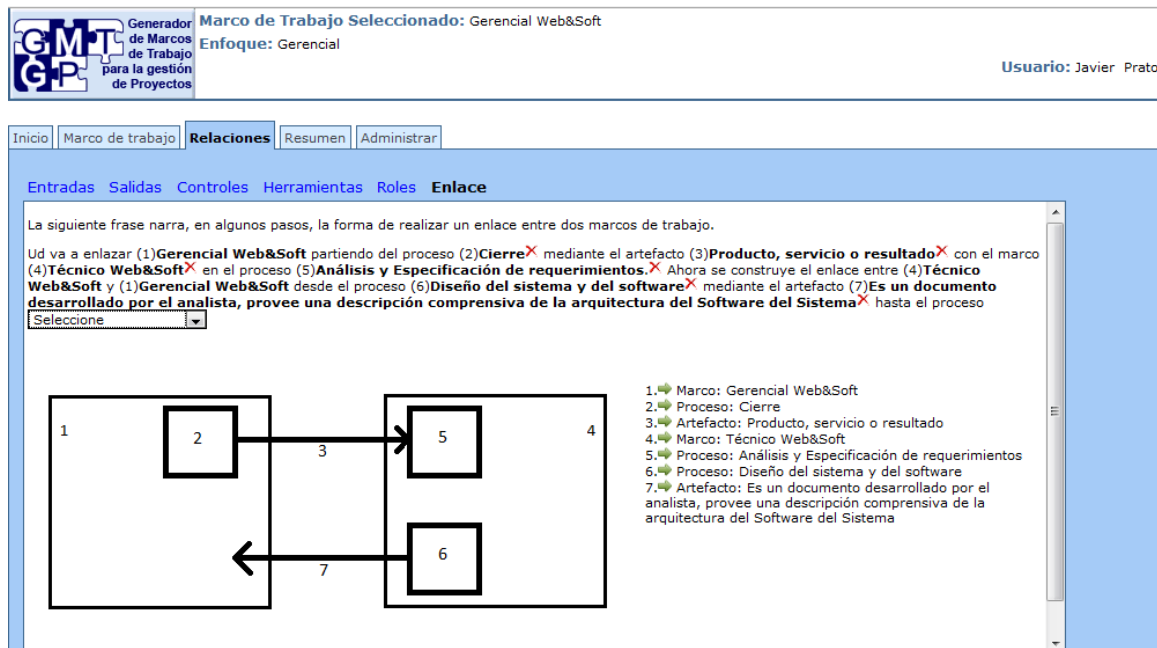 GMT
GP
Generador
de Marcos
de Trabajo
para la gestión
de Proyectos
Marco de Trabajo Seleccionado: Gerencial Web&Soft
Enfoque: Gerencial
Usuario: Javier Prato
Inicio Marco de trabajo Relaciones Resumen Administrar
Entradas Salidas Controles Herramientas Roles Enlace
La siguiente frase narra, en algunos pasos, la forma de realizar un enlace entre dos marcos de trabajo.
Ud va a enlazar (1)Gerencial Web&Soft partiendo del proceso (2)Cierre mediante el artefacto (3)Producto, servicio o resultado con el marco
(4)Técnico Web&Soft en el proceso (5)Análisis y Especificación de requerimientos. Ahora se construye el enlace entre (4)Técnico
Web&Soft y (1)Gerencial Web&Soft desde el proceso (6)Diseño del sistema y del software mediante el artefacto (7)Es un documento
desarrollado por el analista, provee una descripción comprensiva de la arquitectura del Software del Sistema hasta el proceso
Seleccione
1
2
3
5
4
6
7
1. Marco: Gerencial Web&Soft
2. Proceso: Cierre
3. Artefacto: Producto, servicio o resultado
4. Marco: Técnico Web&Soft
5. Proceso: Análisis y Especificación de requerimientos
6. Proceso: Diseño del sistema y del software
7. Artefacto: Es un documento desarrollado por el
analista, provee una descripción comprensiva de la
arquitectura del Software del Sistema